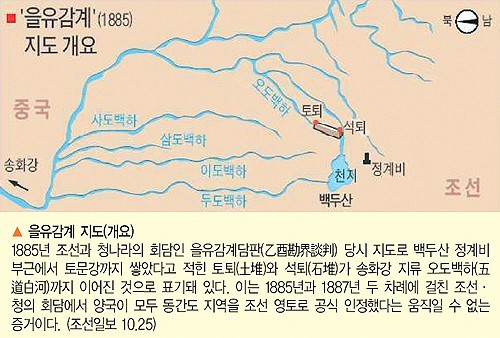 '을유감계'(1885)
지도 개요
북 남
중국
오도백하
토퇴
석퇴
사도백하
삼도백하
이도백하
두도백하
송화강
천지
백두산
정계비
조선
▲ 을유감계 지도(개요)
1885년 조선과 청나라의 회담인 을유감계담판(乙酉勘界談判) 당시 지도로 백두산 정계비
부근에서 토문강까지 쌓았다고 적힌 토퇴(土堆)와 석퇴(石堆)가 송화강 지류 오도백하(五
道白河)까지 이어진 것으로 표기돼 있다. 이는 1885년과 1887년 두 차례에 걸친 조선·
청의 회담에서 양국이 모두 동간도 지역을 조선 영토로 공식 인정했다는 움직일 수 없는
증거이다. (조선일보 10.25)